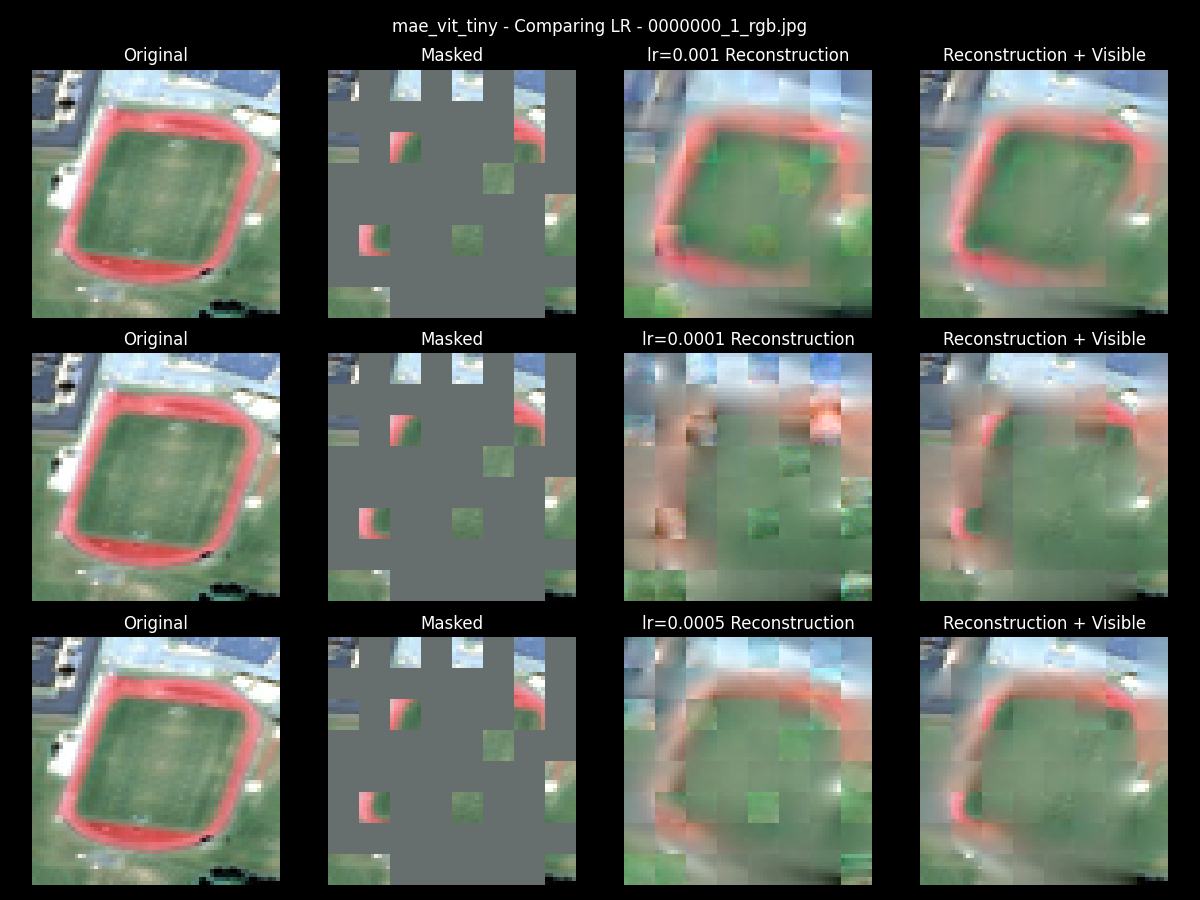 mae_vit_tiny - Comparing LR - 0000000_1_rgb.jpg
Original
Masked
lr=0.001 Reconstruction
Reconstruction + Visible
Original
Masked
lr=0.0001 Reconstruction
Reconstruction + Visible
Original
Masked
lr=0.0005 Reconstruction
Reconstruction + Visible